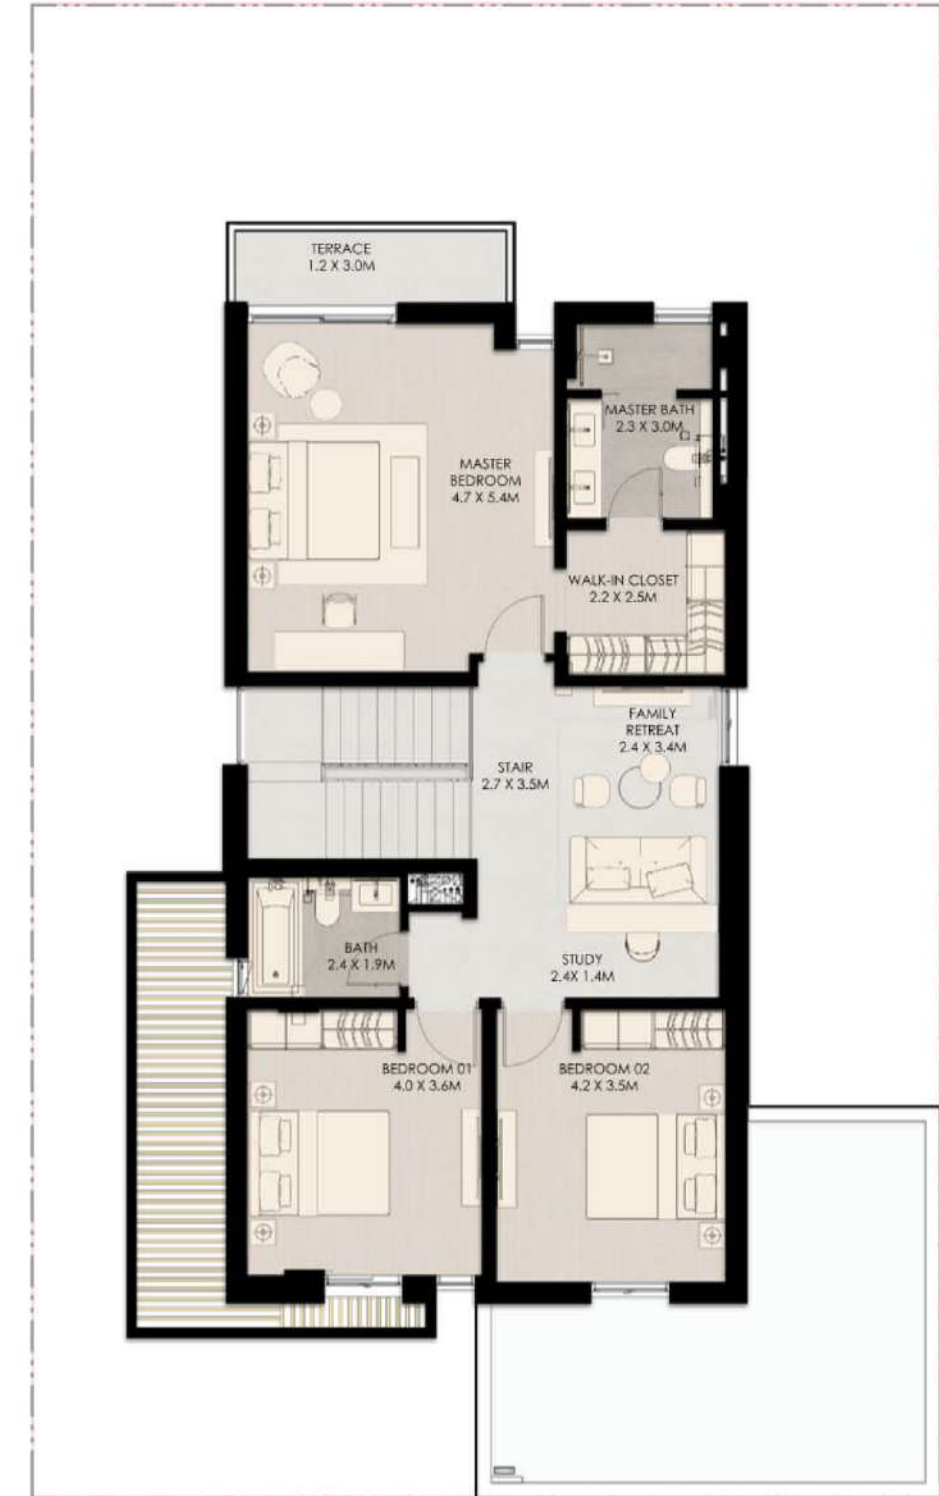 TERRACE
1.2 X 3.0M
MASTER BATH
2.3 X 3.0M
MASTER
BEDROOM
4.7 X 5.4M
WALK-IN CLOSET
2.2 X 2.5M
FAMILY
RETREAT
2.4 X 3.4M
STAIR
2.7 X 3.5M
BATH
2.4 X 1.9M
STUDY
2.4X 1.4M
BEDROOM 01
4.0 X 3.6M
BEDROOM 02
4.2 X 3.5M